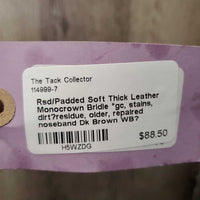 The Tack Collector
114999-7
Rsd/Padded Soft Thick Leather
Monocrown Bridle *gc, stains,
dirt?residue, older, repaired
noseband Dk Brown WB?
$88.50
H5WZDG